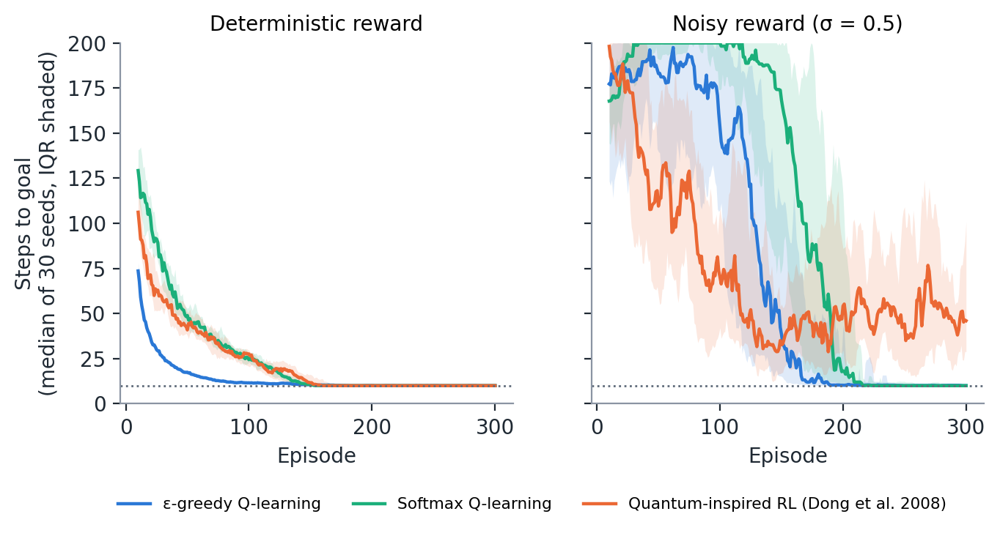 Deterministic reward
Noisy reward (σ = 0.5)
Steps to goal
(median of 30 seeds, IQR shaded)
200
175
150
125
100
75
50
25
0
0 100 200 300
0 100 200 300
Episode
Episode
ε-greedy Q-learning
Softmax Q-learning
Quantum-inspired RL (Dong et al. 2008)